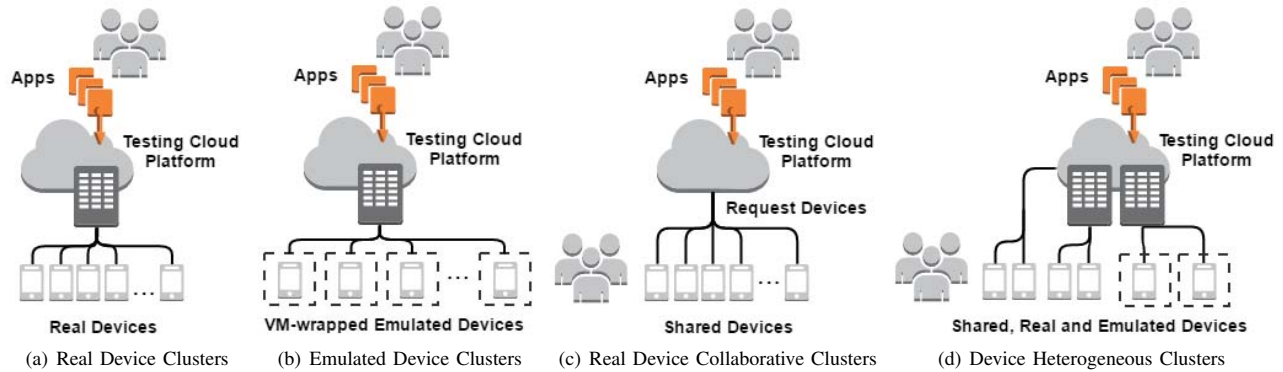 Apps
Testing Cloud
Platform
...
Real Devices
(a) Real Device Clusters
Apps
Testing Cloud
Platform
...
VM-wrapped Emulated Devices
(b) Emulated Device Clusters
Apps
Testing Cloud
Platform
Request Devices
...
Shared Devices
(c) Real Device Collaborative Clusters
Apps
Testing Cloud
Platform
Shared, Real and Emulated Devices
(d) Device Heterogeneous Clusters